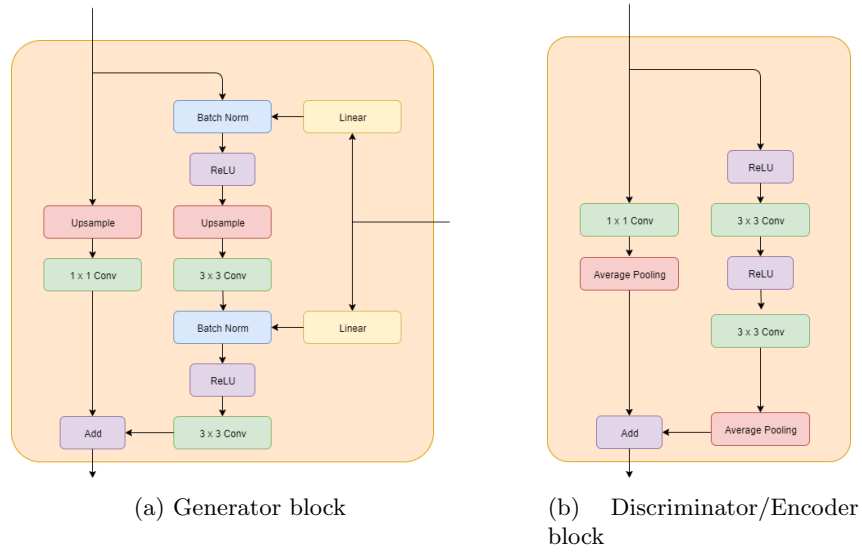 Batch Norm
Linear
ReLU
Upsample
Upsample
1 x 1 Conv
3 x 3 Conv
Batch Norm
Linear
ReLU
Add
3 x 3 Conv
(a) Generator block
ReLU
1 x 1 Conv
3 x 3 Conv
Average Pooling
ReLU
3 x 3 Conv
Add
Average Pooling
(b) Discriminator/Encoder
block